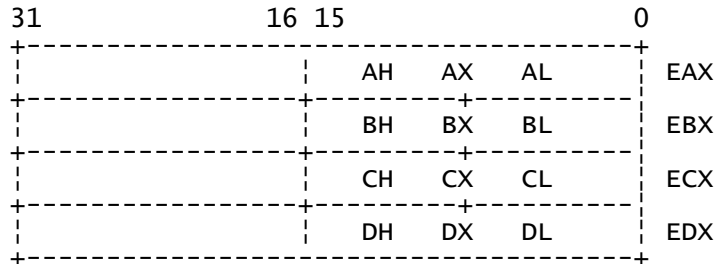 31 16 15 0
AH AX AL EAX
BH BX BL EBX
CH CX CL ECX
DH DX DL EDX